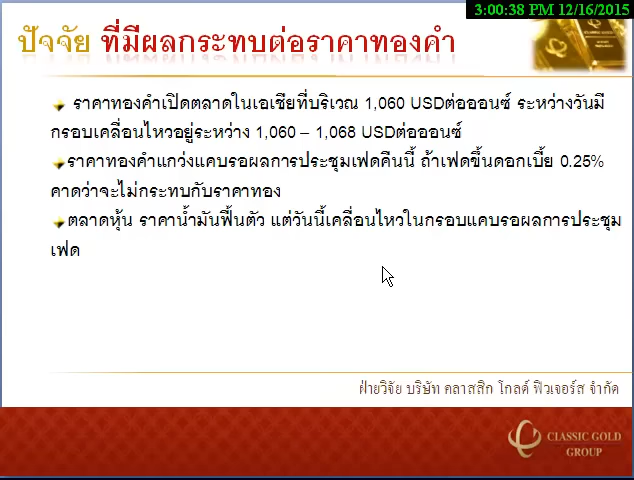 3:00:38 PM 12/16/2015
ปัจจัย ที่มีผลกระทบต่อราคาทองคำ
ราคาทองคำเปิดตลาดในเอเชียที่บริเวณ 1,060 USDต่อออนซ์ ระหว่างวันมี
กรอบเคลื่อนไหวอยู่ระหว่าง 1,060 – 1,068 USDต่อออนซ์
ราคาทองคำแกว่งแคบรอผลการประชุมเฟดคืนนี้ ถ้าเฟดขึ้นดอกเบี้ย 0.25%
คาดว่าจะไม่กระทบกับราคาทอง
ตลาดหุ้น ราคาน้ำมันฟื้นตัว แต่วันนี้เคลื่อนไหวในกรอบแคบรอผลการประชุม
เฟด
ฝ่ายวิจัย บริษัท คลาสสิก โกลด์ ฟิวเจอร์ส จำกัด
CLASSIC GOLD
GROUP